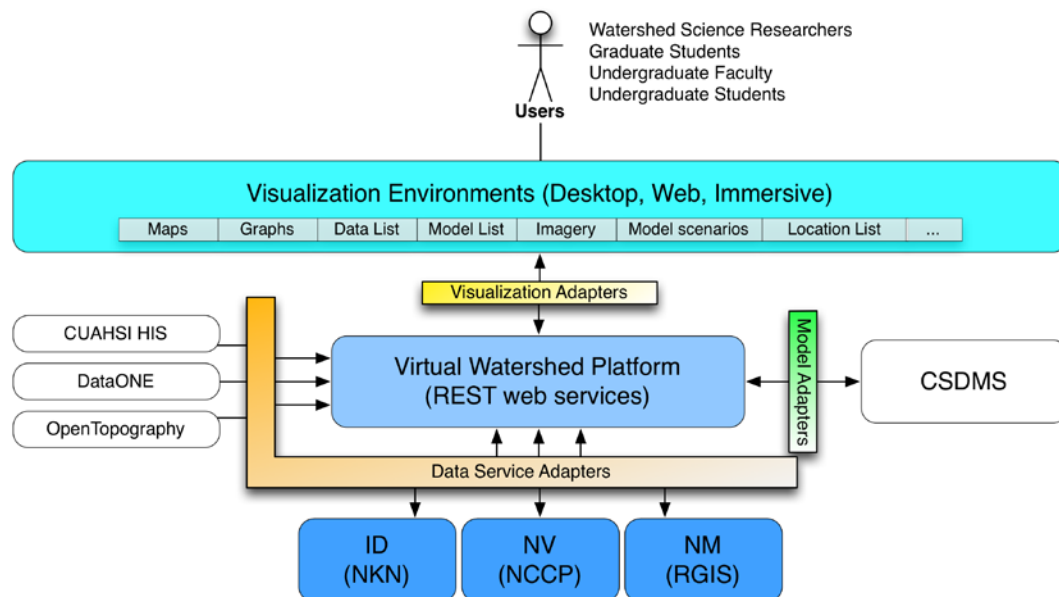 Watershed Science Researchers
Graduate Students
Undergraduate Faculty
Undergraduate Students
Users
Visualization Environments (Desktop, Web, Immersive)
Maps
Graphs
Data List
Model List
Imagery
Model scenarios
Location List
...
Visualization Adapters
CUAHSI HIS
DataONE
OpenTopography
Virtual Watershed Platform
(REST web services)
Model Adapters
CSDMS
Data Service Adapters
ID
(NKN)
NV
(NCCP)
NM
(RGIS)